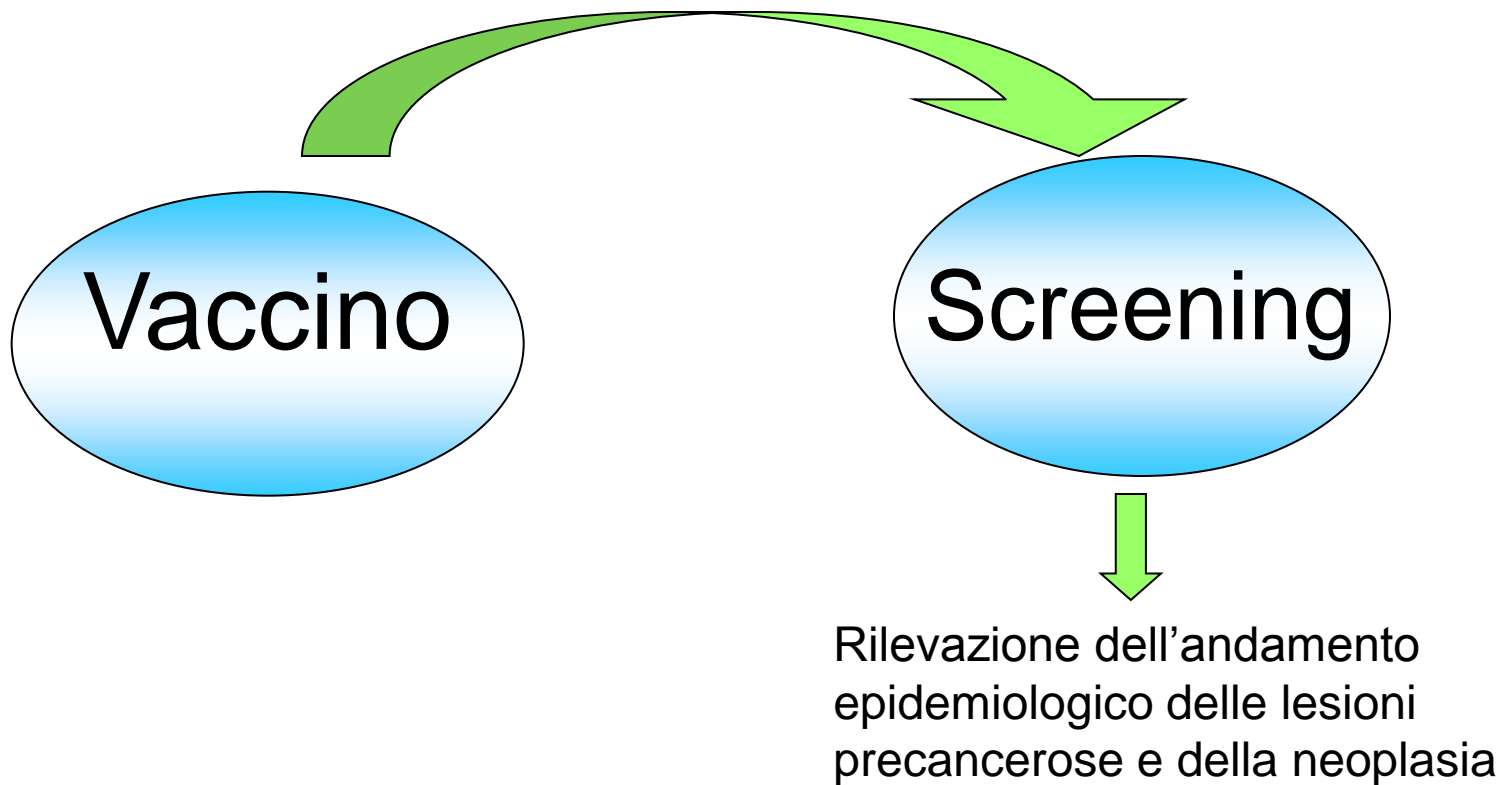 Vaccino
Screening
Rilevazione dell’andamento
epidemiologico delle lesioni
precancerose e della neoplasia